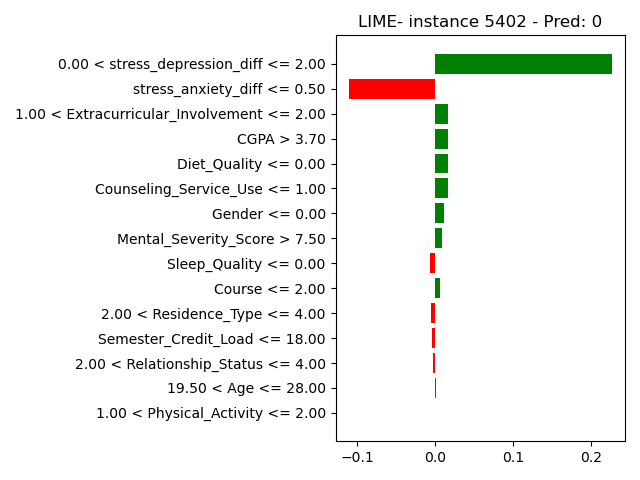 LIME- instance 5402 - Pred: 0
0.00 < stress_depression_diff <= 2.00
stress_anxiety_diff <= 0.50
1.00 < Extracurricular_Involvement <= 2.00
CGPA > 3.70
Diet_Quality <= 0.00
Counseling_Service_Use <= 1.00
Gender <= 0.00
Mental_Severity_Score > 7.50
Sleep_Quality <= 0.00
Course <= 2.00
2.00 < Residence_Type <= 4.00
Semester_Credit_Load <= 18.00
2.00 < Relationship_Status <= 4.00
19.50 < Age <= 28.00
1.00 < Physical_Activity <= 2.00
−0.1 0.0 0.1 0.2